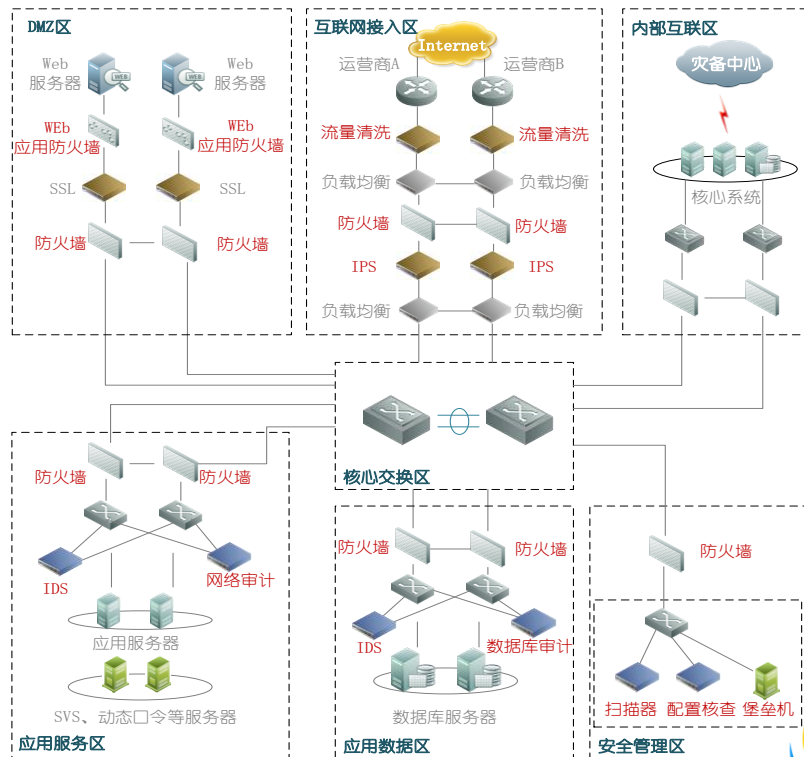 DMZ区
Web
服务器
Web
服务器
WEb
应用防火墙
WEb
应用防火墙
SSL
SSL
防火墙
防火墙
互联网接入区
Internet
运营商A
运营商B
流量清洗
流量清洗
负载均衡
负载均衡
防火墙
防火墙
IPS
IPS
负载均衡
负载均衡
内部互联区
灾备中心
核心系统
核心交换区
防火墙
防火墙
IDS
网络审计
应用服务器
SVS、动态口令等服务器
应用服务区
防火墙
防火墙
IDS
数据库审计
数据库服务器
应用数据区
防火墙
扫描器
配置核查
堡垒机
安全管理区
WEB
WEB